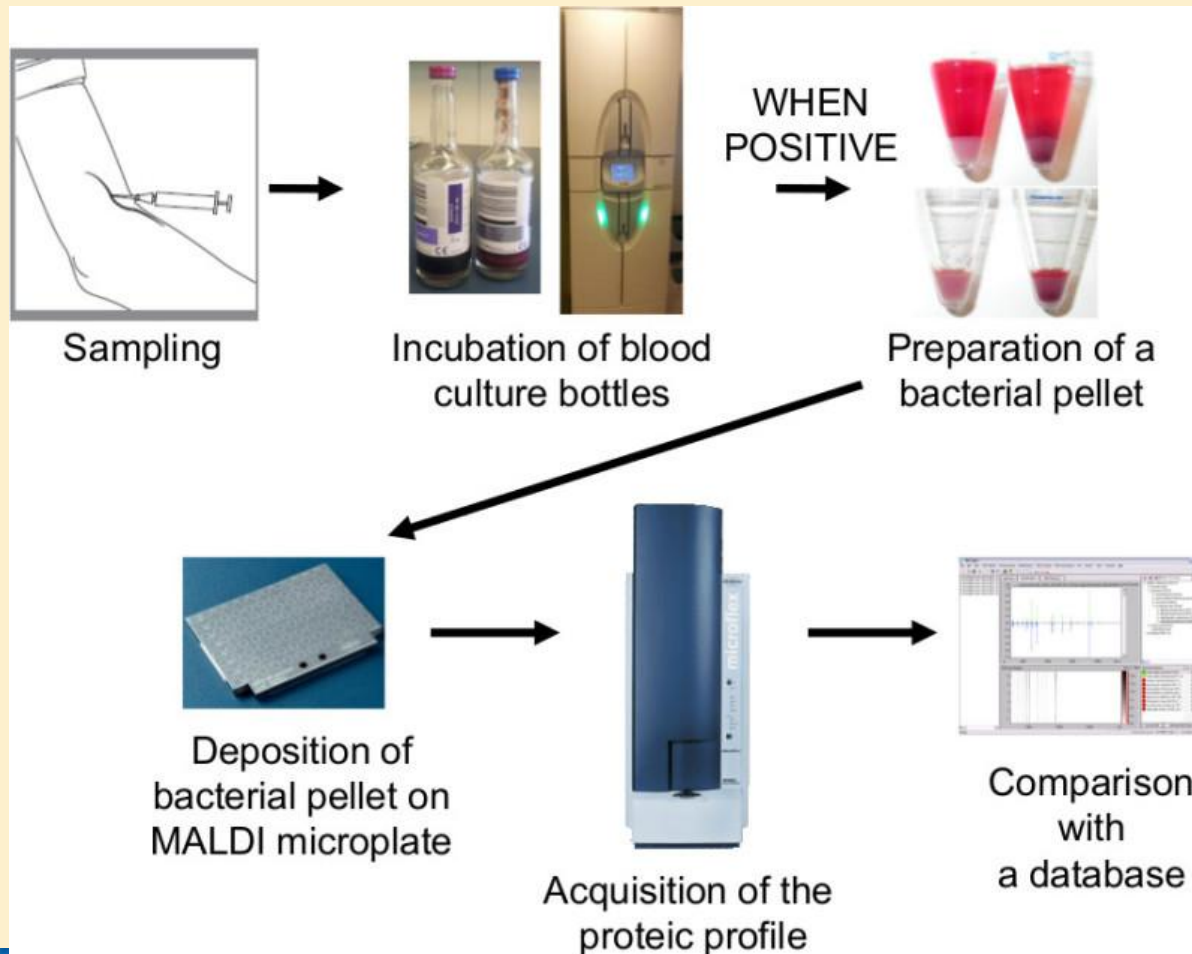 WHEN
POSITIVE
Sampling
Incubation of blood
culture bottles
Preparation of a
bacterial pellet
microflex
Deposition of
bacterial pellet on
MALDI microplate
Acquisition of the
proteic profile
Comparison
with
a database